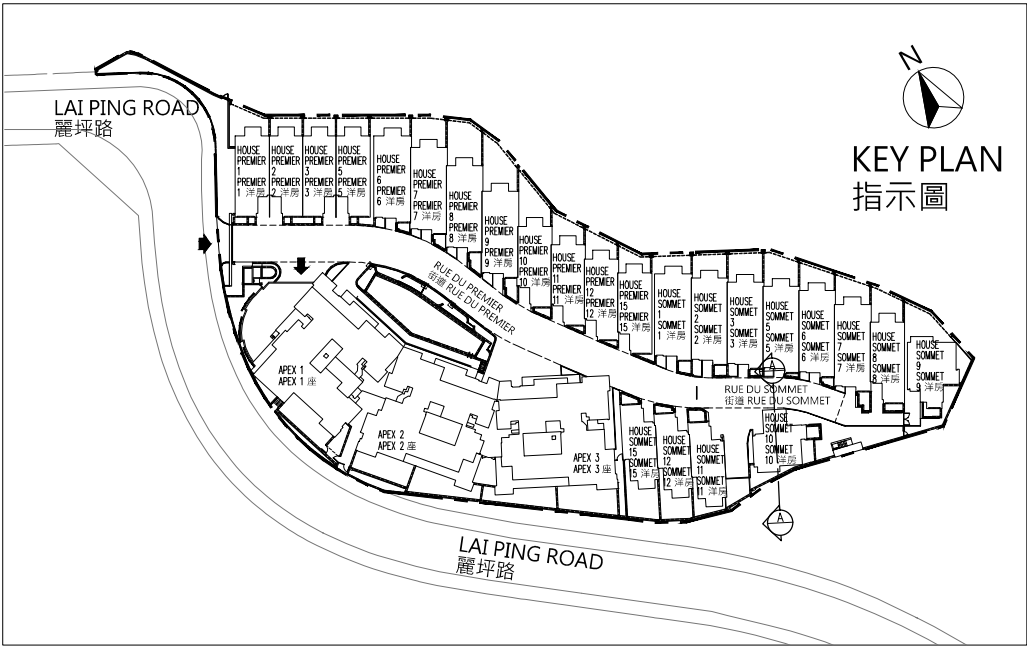 N
KEY PLAN
指示圖
LAI PING ROAD
麗坪路
HOUSE
PREMIER
1
PREMIER
1 洋房
HOUSE
PREMIER
2
PREMIER
2 洋房
HOUSE
PREMIER
3
PREMIER
3 洋房
HOUSE
PREMIER
5
PREMIER
5 洋房
HOUSE
PREMIER
6
PREMIER
6 洋房
HOUSE
PREMIER
7
PREMIER
7 洋房
HOUSE
PREMIER
8
PREMIER
8 洋房
HOUSE
PREMIER
9
PREMIER
9 洋房
HOUSE
PREMIER
10
PREMIER
10 洋房
HOUSE
PREMIER
11
PREMIER
11 洋房
HOUSE
PREMIER
12
PREMIER
12 洋房
HOUSE
PREMIER
15
PREMIER
15 洋房
HOUSE
SOMMET
1
SOMMET
1 洋房
HOUSE
SOMMET
2
SOMMET
2 洋房
HOUSE
SOMMET
3
SOMMET
3 洋房
HOUSE
SOMMET
5
SOMMET
5 洋房
HOUSE
SOMMET
6
SOMMET
6 洋房
HOUSE
SOMMET
7
SOMMET
7 洋房
HOUSE
SOMMET
8
SOMMET
8 洋房
HOUSE
SOMMET
9
SOMMET
9 洋房
RUE DU PREMIER
街道 RUE DU PREMIER
A
RUE DU SOMMET
街道 RUE DU SOMMET
APEX 1
APEX 1 座
APEX 2
APEX 2 座
APEX 3
APEX 3 座
HOUSE
SOMMET
15
SOMMET
15 洋房
HOUSE
SOMMET
12
SOMMET
12 洋房
HOUSE
SOMMET
11
SOMMET
11 洋房
HOUSE
SOMMET
10
SOMMET
10 洋房
A
LAI PING ROAD
麗坪路